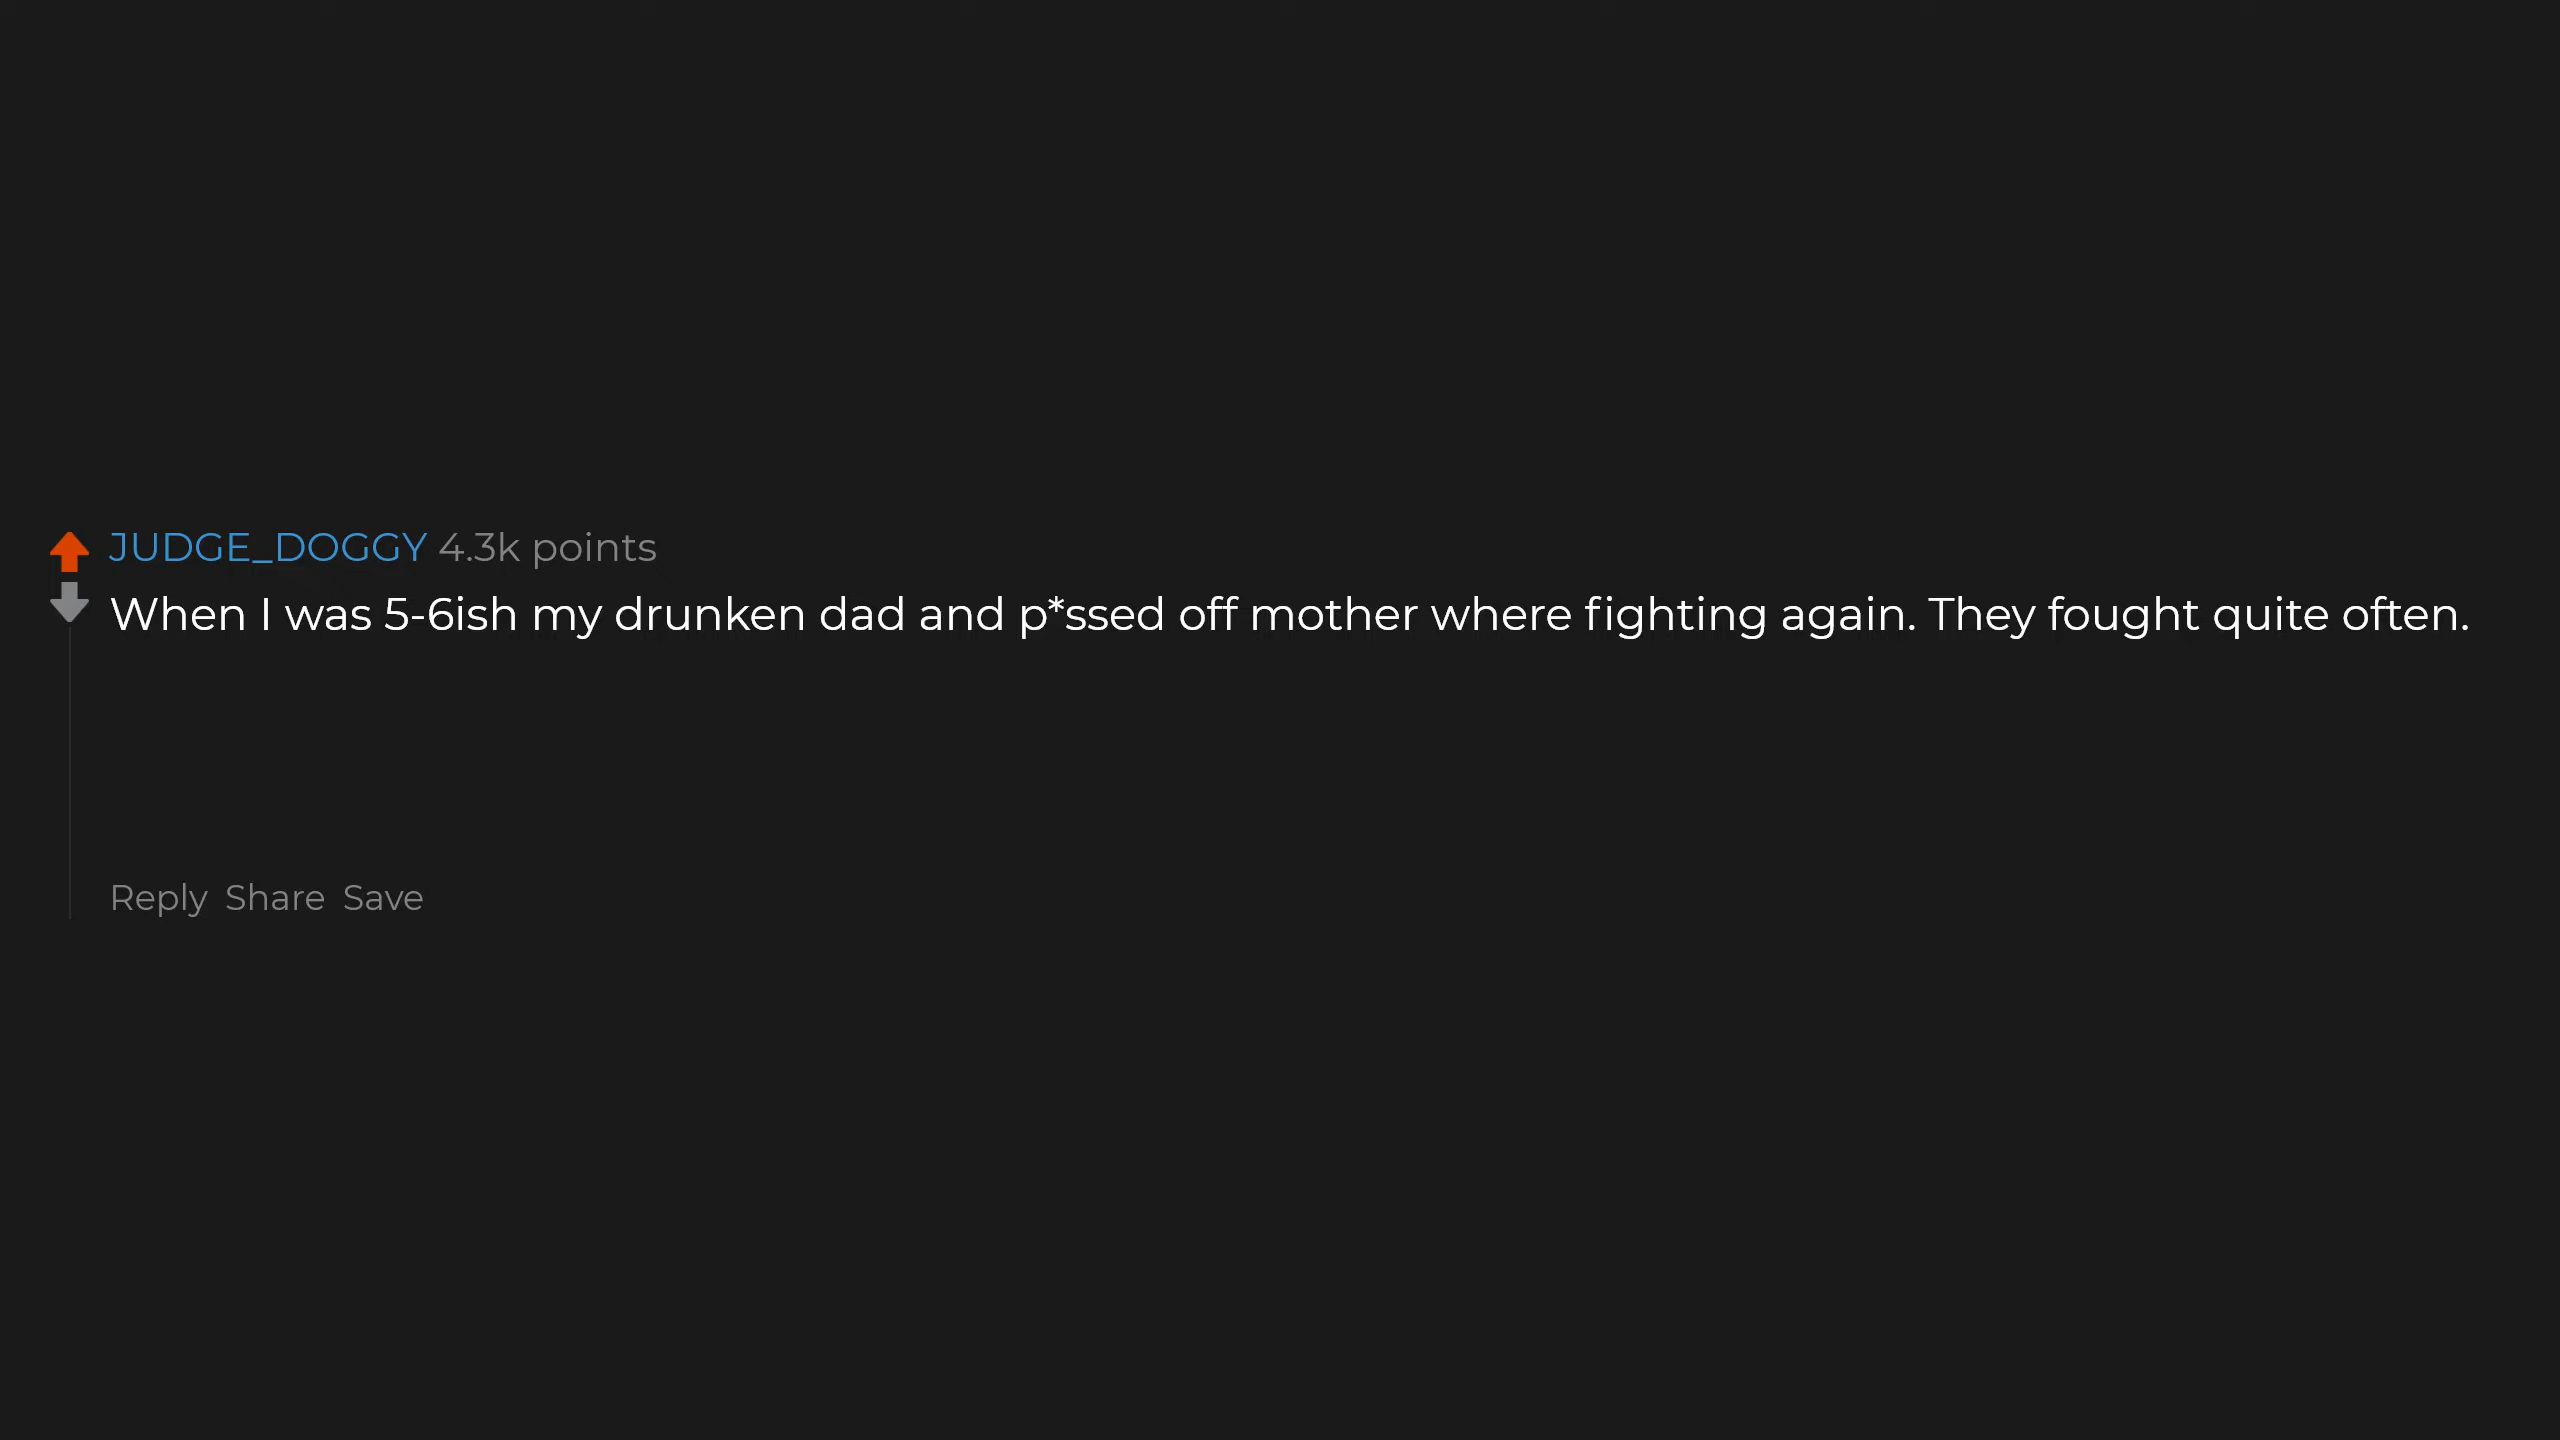 JUDGE_DOGGY 4.3k points
When I was 5-6ish my drunken dad and p*ssed off mother where fighting again. They fought quite often.
Reply Share Save